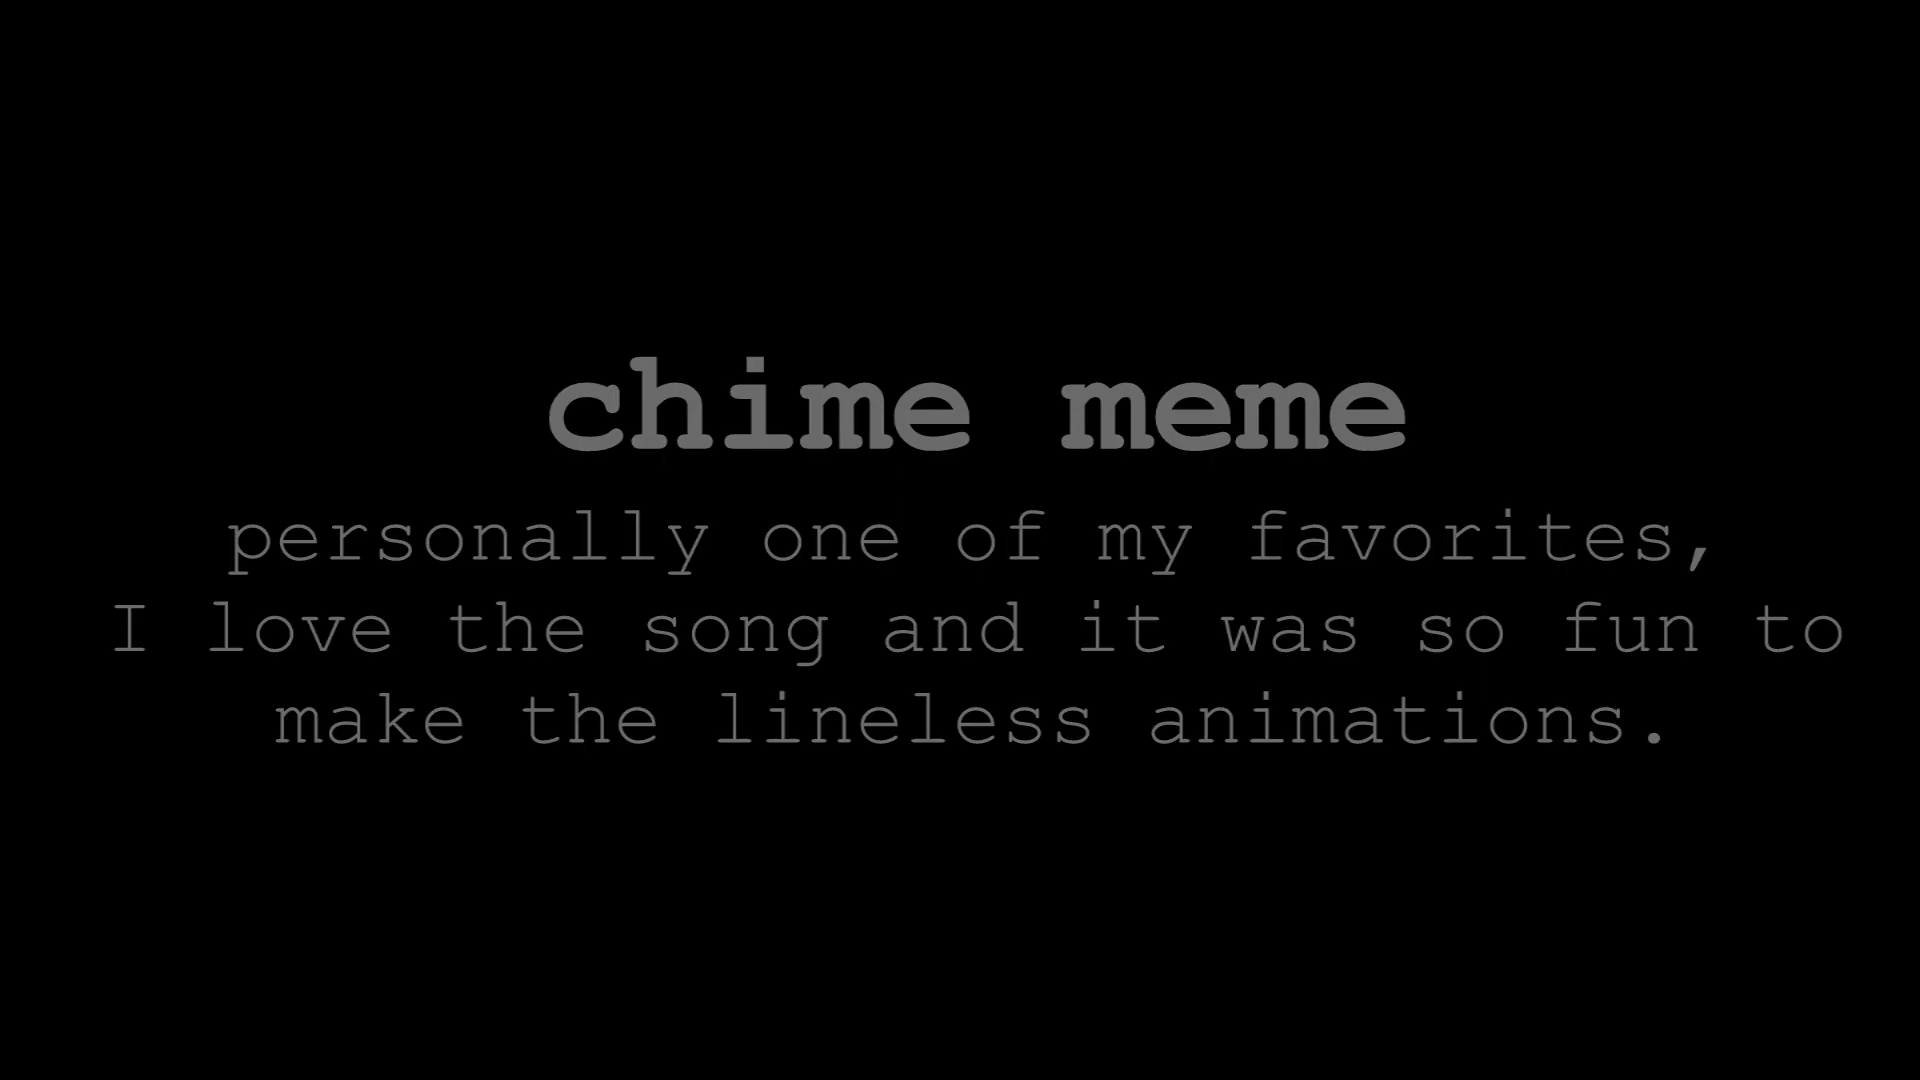 chime meme
personally one of my favorites,
I love the song and it was so fun to
make the lineless animations.